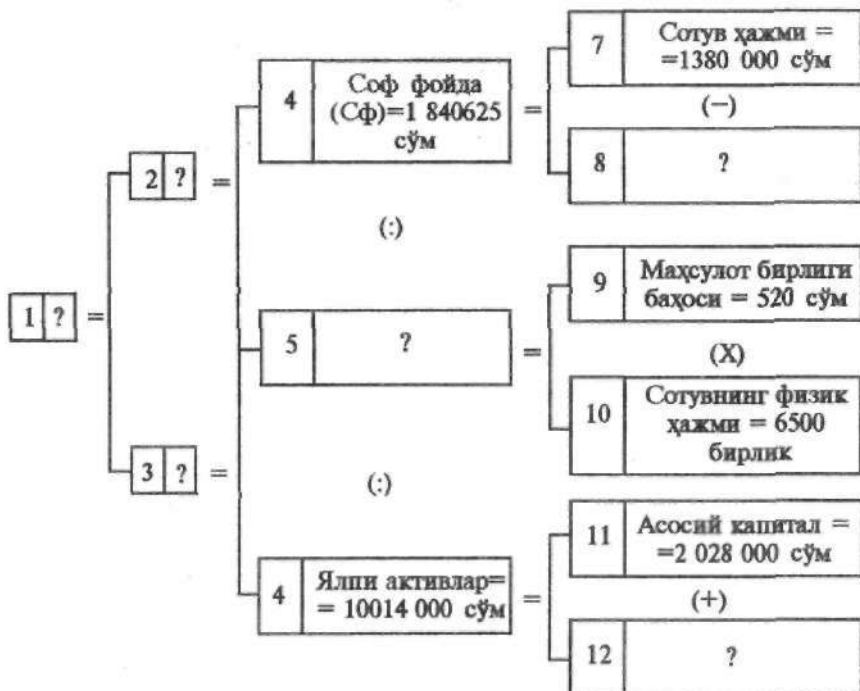 4
Соф фойда
(Сф)=1 840625
сўм
=
7
Сотув ҳажми =
=1380 000 сўм
(−)
8
?
2 ?
=
(:)
1 ?
=
5
?
=
9
Маҳсулот бирлиги
баҳоси = 520 сўм
(X)
10
Сотувнинг физик
ҳажми = 6500
бирлик
3 ?
=
(:)
4
Ялпи активлар=
= 10014 000 сўм
=
11
Асосий капитал =
=2 028 000 сўм
(+)
12
?